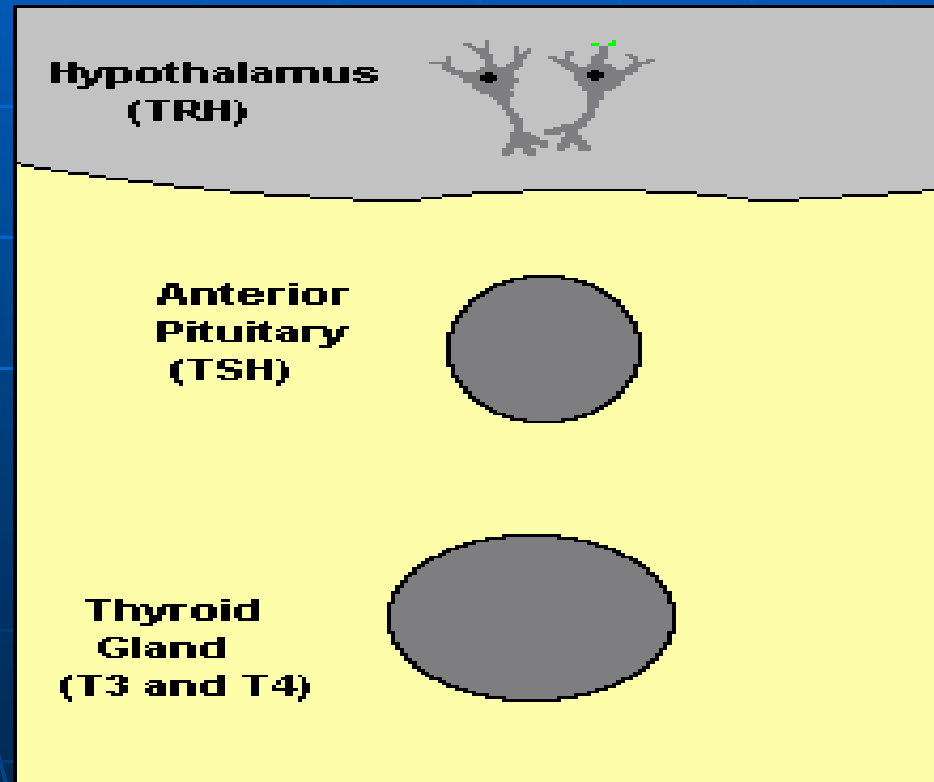 Hypothalamus
(TRH)
Anterior
Pituitary
(TSH)
Thyroid
Gland
(T3 and T4)